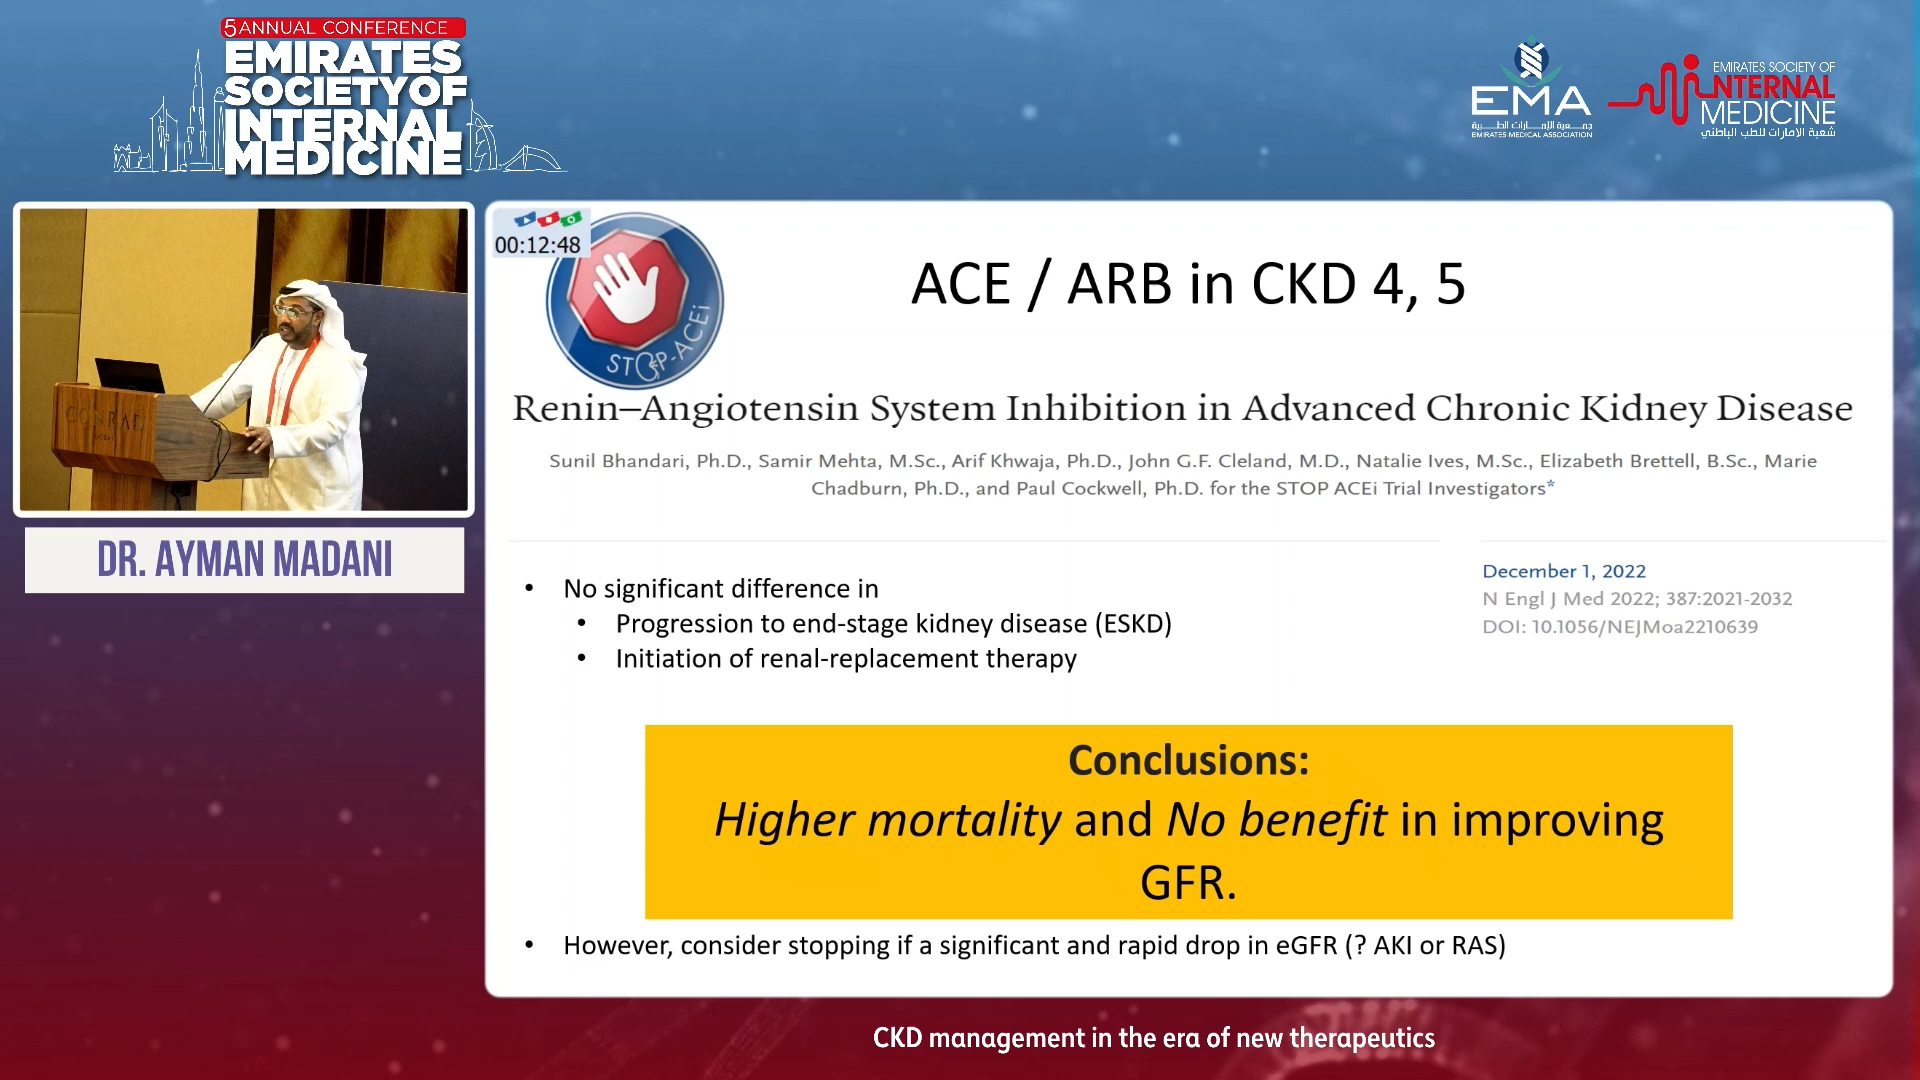 5 ANNUAL CONFERENCE
EMIRATES
SOCIETY OF
INTERNAL
MEDICINE
EMA
جمعية الإمارات الطبية
EMIRATES MEDICAL ASSOCIATION
EMIRATES SOCIETY OF
INTERNAL
MEDICINE
شعبة الامارات للطب الباطني
CONRAD
DR. AYMAN MADANI
00:12:48
STOP-ACEi
ACE / ARB in CKD 4, 5
Renin–Angiotensin System Inhibition in Advanced Chronic Kidney Disease
Sunil Bhandari, Ph.D., Samir Mehta, M.Sc., Arif Khwaja, Ph.D., John G.F. Cleland, M.D., Natalie Ives, M.Sc., Elizabeth Brettell, B.Sc., Marie
Chadburn, Ph.D., and Paul Cockwell, Ph.D. for the STOP ACEi Trial Investigators*
December 1, 2022
N Engl J Med 2022; 387:2021-2032
DOI: 10.1056/NEJMoa2210639
• No significant difference in
• Progression to end-stage kidney disease (ESKD)
• Initiation of renal-replacement therapy
Conclusions:
Higher mortality and No benefit in improving
GFR.
• However, consider stopping if a significant and rapid drop in eGFR (? AKI or RAS)
CKD management in the era of new therapeutics